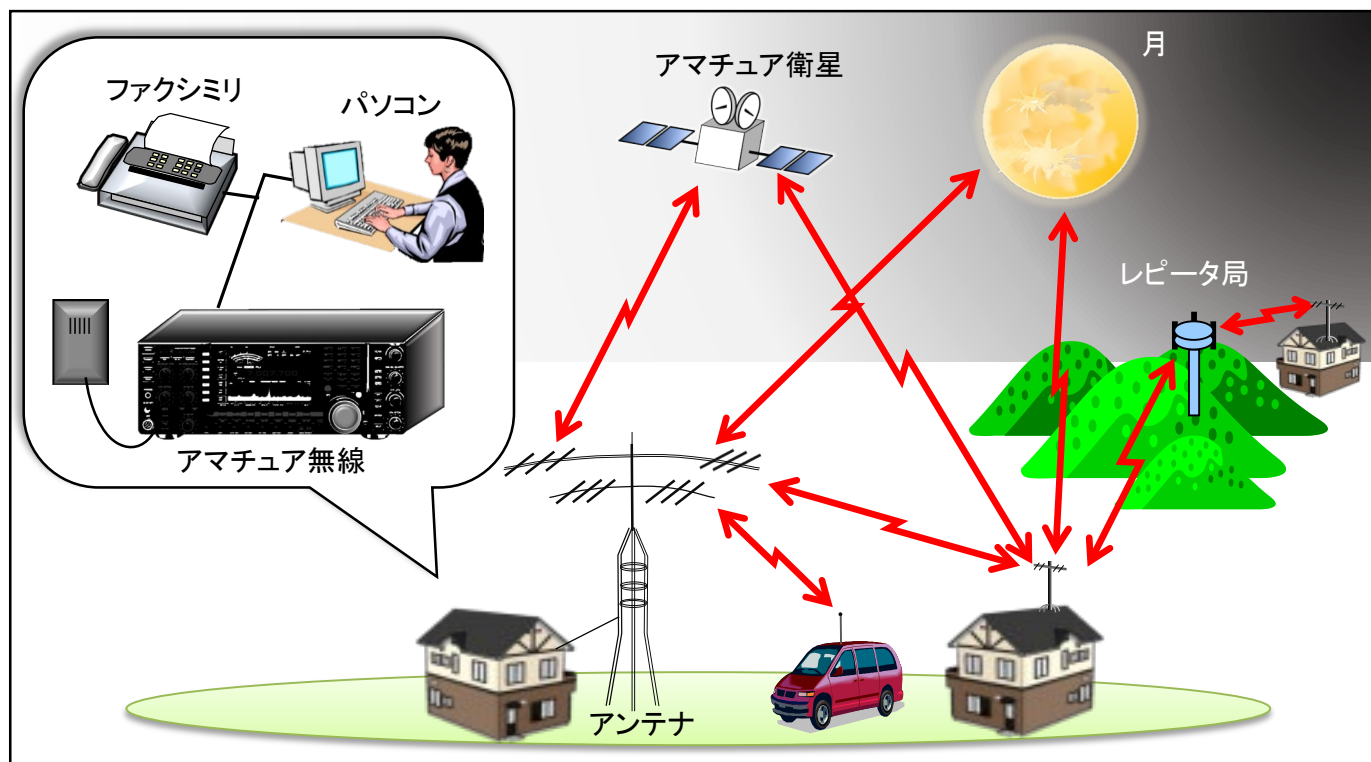 ファクシミリ
パソコン
アマチュア無線
アマチュア衛星
月
レピータ局
アンテナ